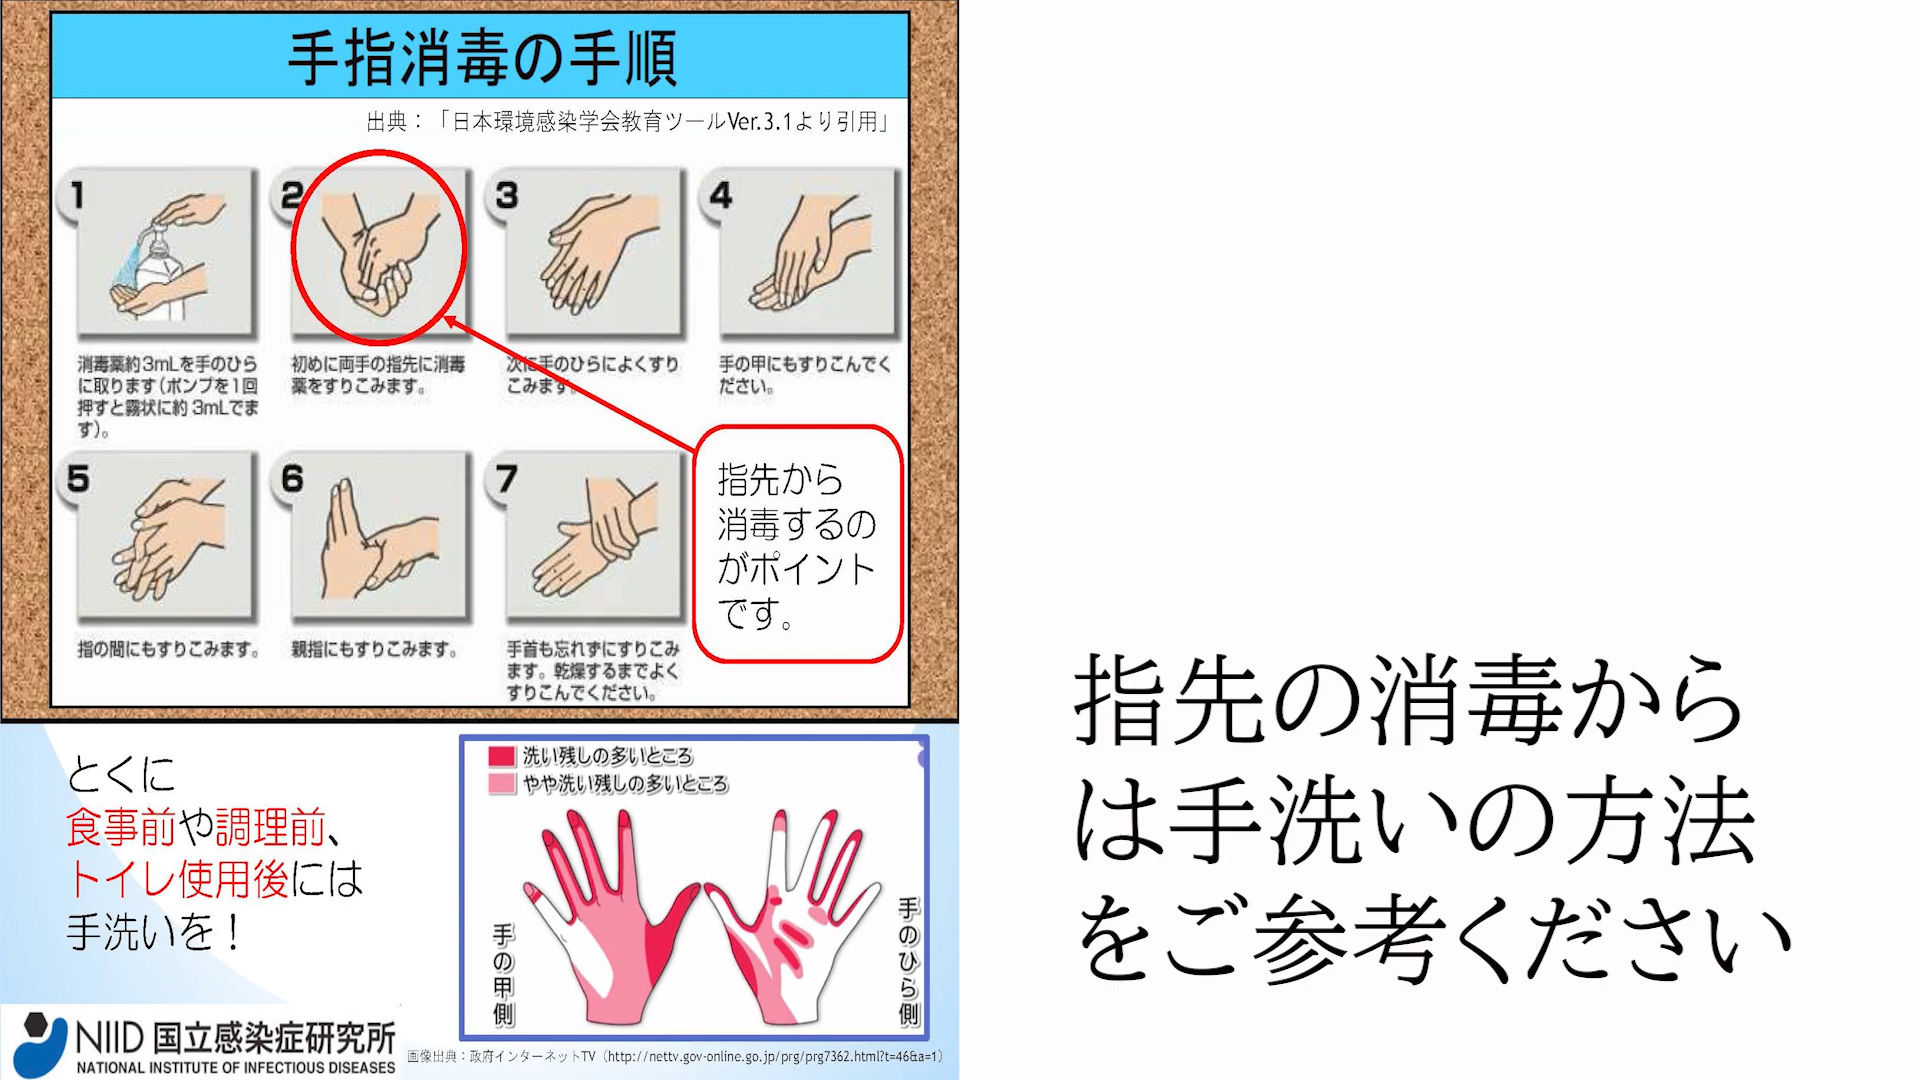 手指消毒の手順
出典：「日本環境感染学会教育ツールVer.3.1より引用」
1
消毒薬約3mLを手のひら
に取ります（ポンプを1回
押すと霧状に約3mLでま
す）。
2
初めに両手の指先に消毒
薬をすりこみます。
3
次に手のひらによくすり
こみます。
4
手の甲にもすりこんでく
ださい。
5
指の間にもすりこみます。
6
親指にもすりこみます。
7
手首も忘れずにすりこみ
ます。乾燥するまでよく
すりこんでください。
指先から
消毒するの
がポイント
です。
とくに
食事前や調理前、
トイレ使用後には
手洗いを！
洗い残しの多いところ
やや洗い残しの多いところ
手の甲側
手のひら側
NIID 国立感染症研究所
NATIONAL INSTITUTE OF INFECTIOUS DISEASES
画像出典：政府インターネットTV（http://nettv.gov-online.go.jp/prg/prg7362.html?t=46&a=1）
指先の消毒から
は手洗いの方法
をご参考ください